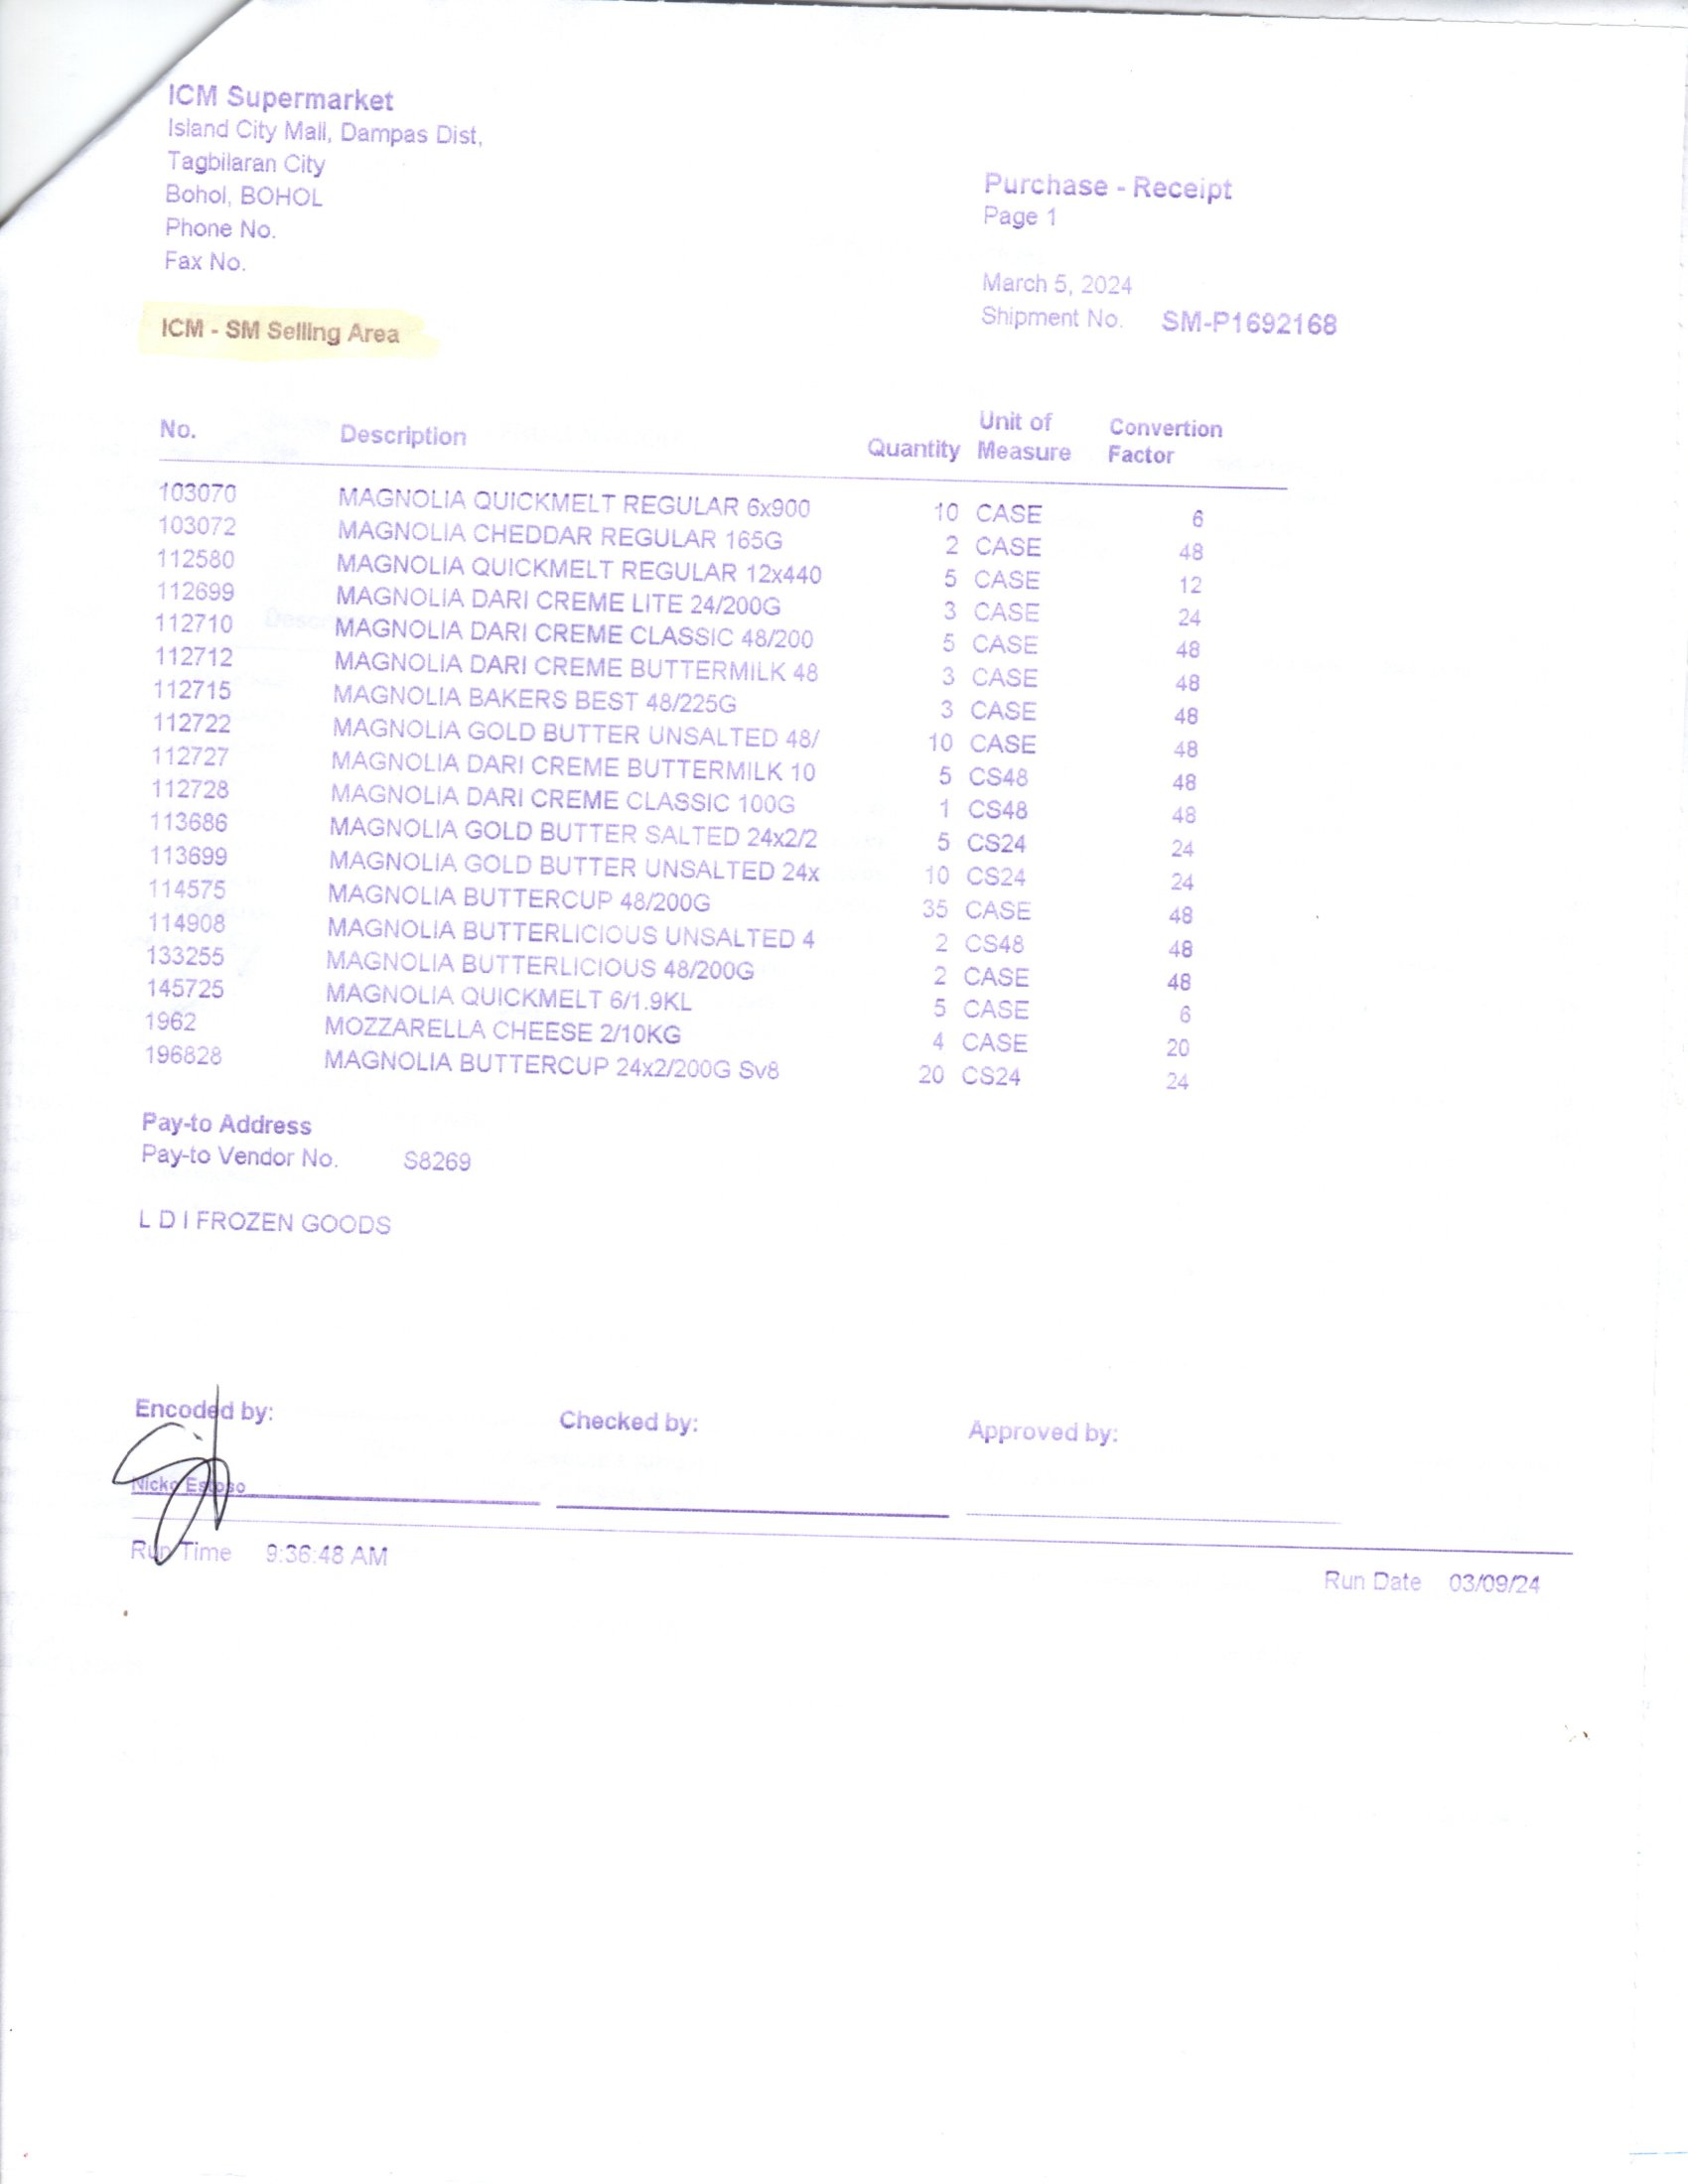 ICM Supermarket
Island City Mall, Dampas Dist,
Tagbilaran City
Bohol, BOHOL
Phone No.
Fax No.
Purchase - Receipt
Page 1
March 5, 2024
Shipment No. SM-P1692168
ICM - SM Selling Area
No. Description Quantity Unit of Measure Convertion Factor
103070 MAGNOLIA QUICKMELT REGULAR 6x900 10 CASE 6
103072 MAGNOLIA CHEDDAR REGULAR 165G 2 CASE 48
112580 MAGNOLIA QUICKMELT REGULAR 12x440 5 CASE 12
112699 MAGNOLIA DARI CREME LITE 24/200G 3 CASE 24
112710 MAGNOLIA DARI CREME CLASSIC 48/200 5 CASE 48
112712 MAGNOLIA DARI CREME BUTTERMILK 48 3 CASE 48
112715 MAGNOLIA BAKERS BEST 48/225G 3 CASE 48
112722 MAGNOLIA GOLD BUTTER UNSALTED 48/ 10 CASE 48
112727 MAGNOLIA DARI CREME BUTTERMILK 10 5 CS48 48
112728 MAGNOLIA DARI CREME CLASSIC 100G 1 CS48 48
113686 MAGNOLIA GOLD BUTTER SALTED 24x2/2 5 CS24 24
113699 MAGNOLIA GOLD BUTTER UNSALTED 24x 10 CS24 24
114575 MAGNOLIA BUTTERCUP 48/200G 35 CASE 48
114908 MAGNOLIA BUTTERLICIOUS UNSALTED 4 2 CS48 48
133255 MAGNOLIA BUTTERLICIOUS 48/200G 2 CASE 48
145725 MAGNOLIA QUICKMELT 6/1.9KL 5 CASE 6
1962 MOZZARELLA CHEESE 2/10KG 4 CASE 20
196828 MAGNOLIA BUTTERCUP 24x2/200G Sv8 20 CS24 24
Pay-to Address
Pay-to Vendor No. S8269
L D I FROZEN GOODS
Encoded by: Checked by: Approved by:
Nicko Estoso
Run Time 9:36:48 AM
Run Date 03/09/24